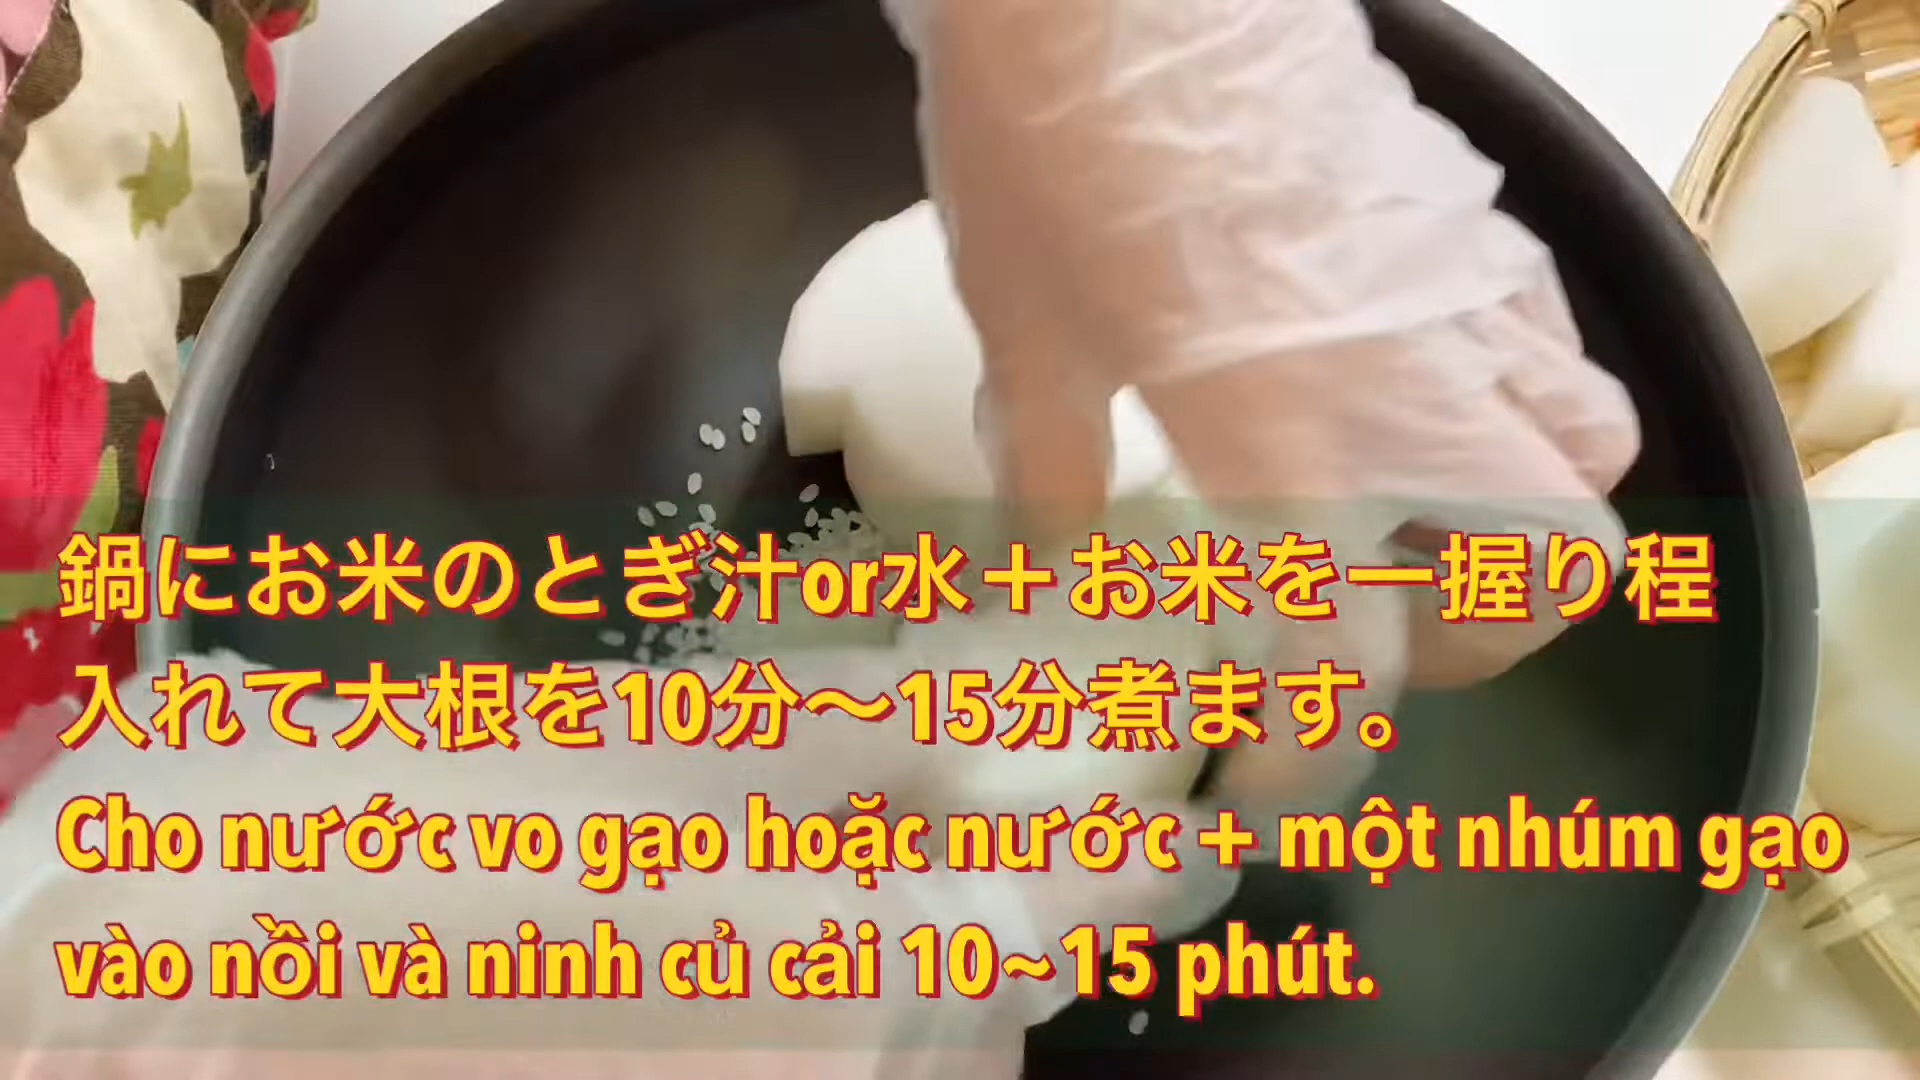 鍋にお米のとぎ汁or水＋お米を一握り程
入れて大根を10分～15分煮ます。
Cho nước vo gạo hoặc nước + một nhúm gạo
vào nồi và ninh củ cải 10~15 phút.